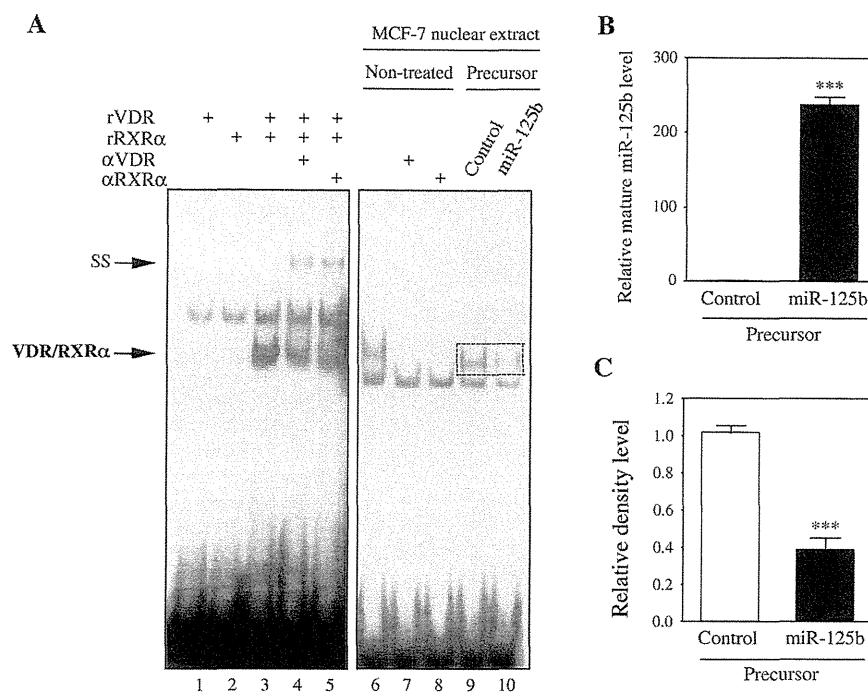 A
MCF-7 nuclear extract
Non-treated Precursor
rVDR + + + +
rRXRα + + + +
αVDR + +
αRXRα + +
Control
miR-125b
SS
VDR/RXRα
1 2 3 4 5 6 7 8 9 10
B
Relative mature miR-125b level
300
200
100
0
***
Control miR-125b
Precursor
C
Relative density level
1.2
1.0
0.8
0.6
0.4
0.2
0.0
***
Control miR-125b
Precursor